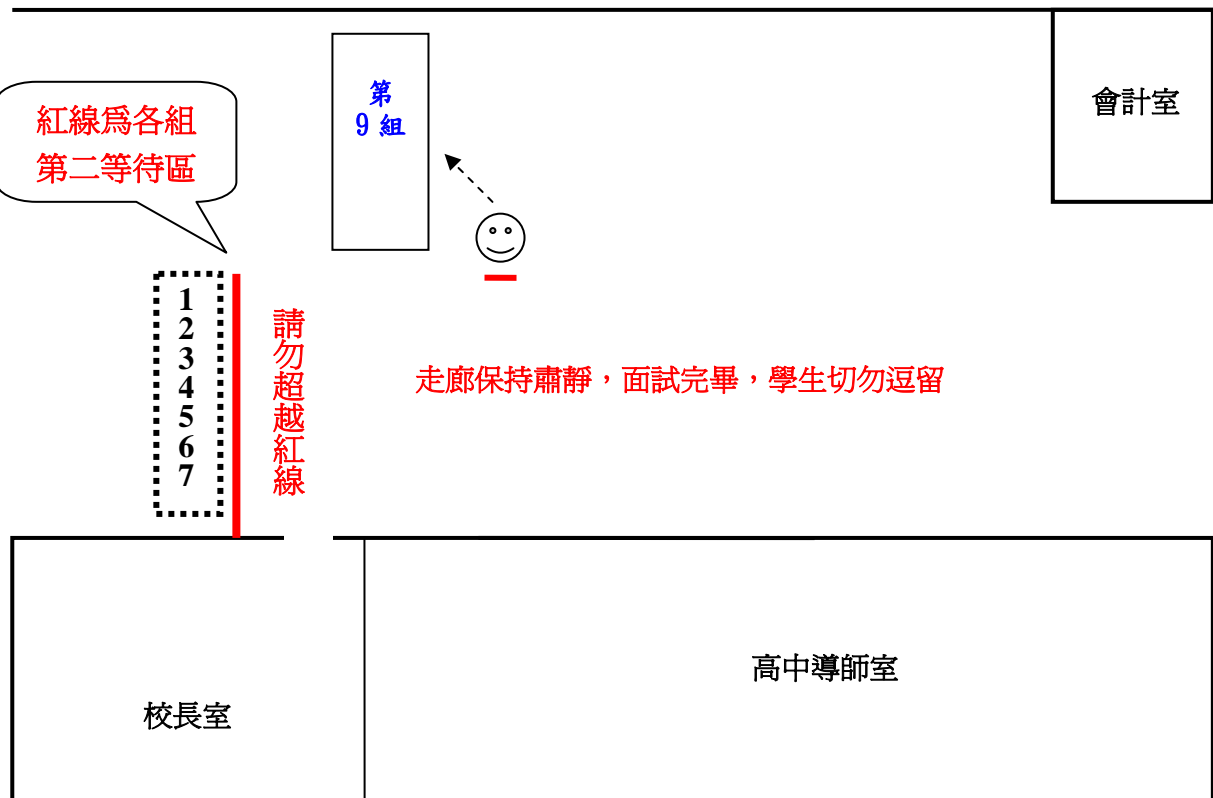 會計室
第
9 組
紅線為各組
第二等待區
1
2
3
4
5
6
7
請勿超越紅線
走廊保持肅靜，面試完畢，學生切勿逗留
校長室
高中導師室